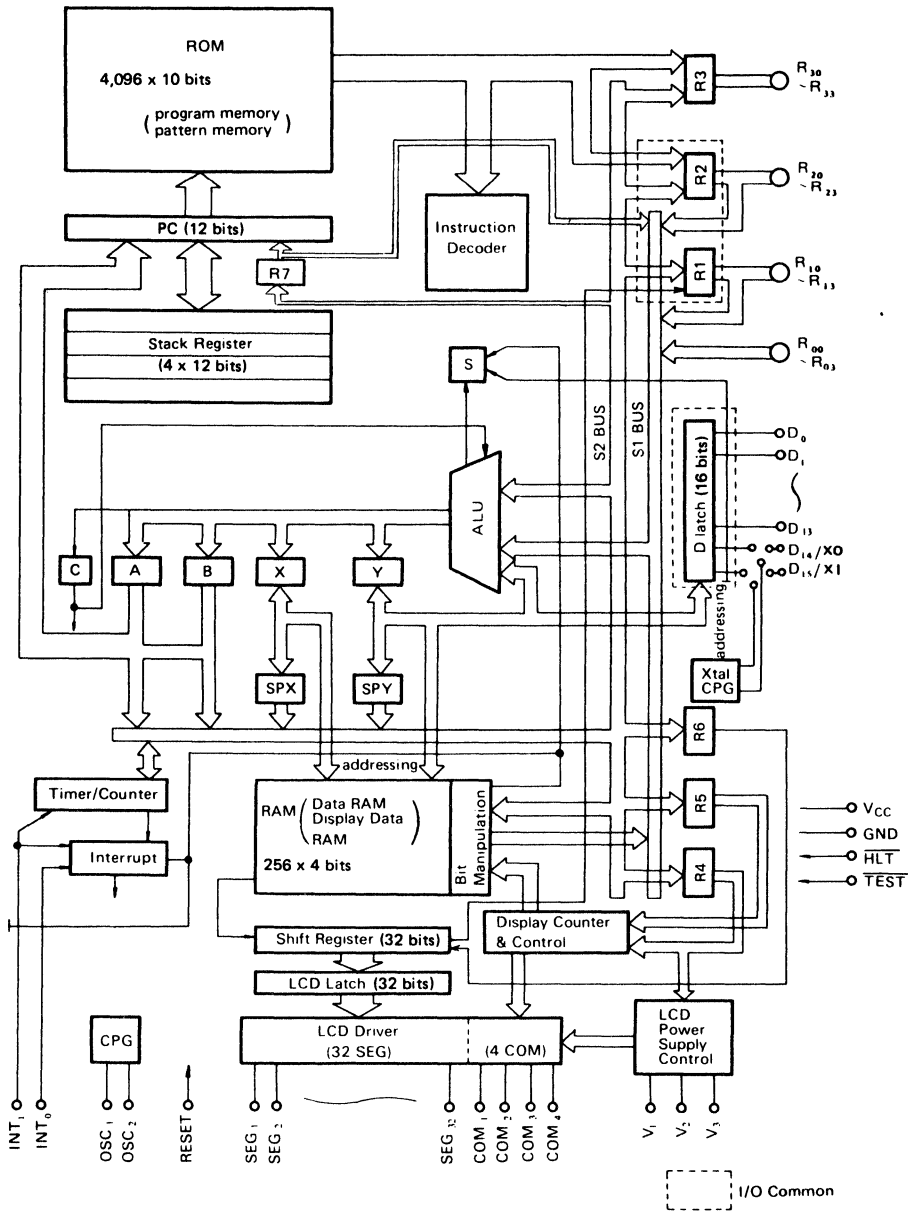 ROM
4,096 x 10 bits
( program memory
pattern memory )
PC (12 bits)
R7
Stack Register
(4 x 12 bits)
Instruction
Decoder
R3
R30
~R33
R2
R20
~R23
R1
R10
~R13
R00
~R03
S
S2 BUS
S1 BUS
ALU
D latch (16 bits)
D0
D1
D13
D14/XO
D15/XI
addressing
Xtal
CPG
C
A
B
X
Y
SPX
SPY
R6
R5
R4
addressing
Timer/Counter
Interrupt
RAM ( Data RAM
Display Data
RAM )
256 x 4 bits
Bit
Manipulation
VCC
GND
HLT
TEST
Display Counter
& Control
Shift Register (32 bits)
LCD Latch (32 bits)
LCD Driver
(32 SEG)
(4 COM)
LCD
Power
Supply
Control
CPG
INT1
INT0
OSC1
OSC2
RESET
SEG1
SEG2
SEG32
COM1
COM2
COM3
COM4
V1
V2
V3
I/O Common